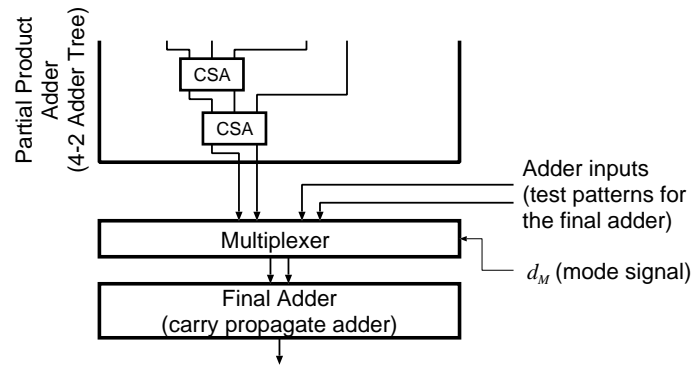 Partial Product
Adder
(4-2 Adder Tree)
CSA
CSA
Adder inputs
(test patterns for
the final adder)
Multiplexer
d_M (mode signal)
Final Adder
(carry propagate adder)